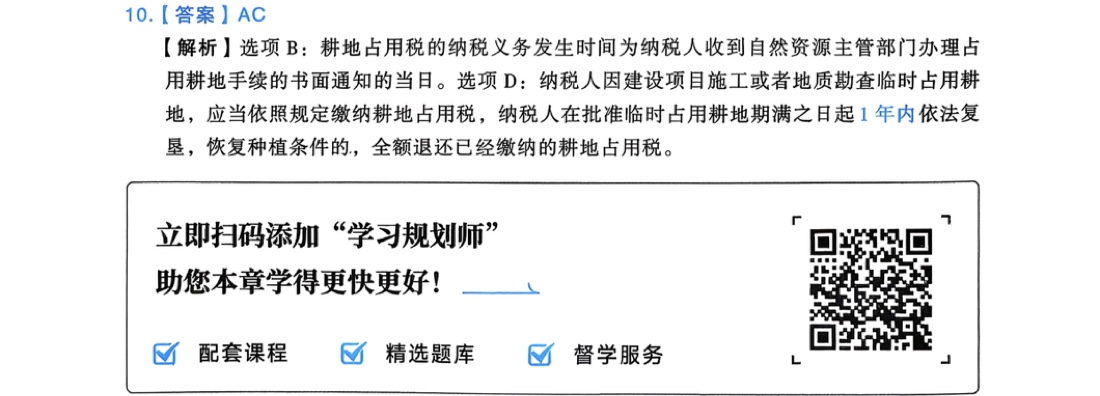 10.【答案】AC
【解析】选项 B：耕地占用税的纳税义务发生时间为纳税人收到自然资源主管部门办理占
用耕地手续的书面通知的当日。选项 D：纳税人因建设项目施工或者地质勘查临时占用耕
地，应当依照规定缴纳耕地占用税，纳税人在批准临时占用耕地期满之日起 1 年内依法复
垦，恢复种植条件的，全额退还已经缴纳的耕地占用税。
立即扫码添加“学习规划师”
助您本章学得更快更好！
配套课程 精选题库 督学服务